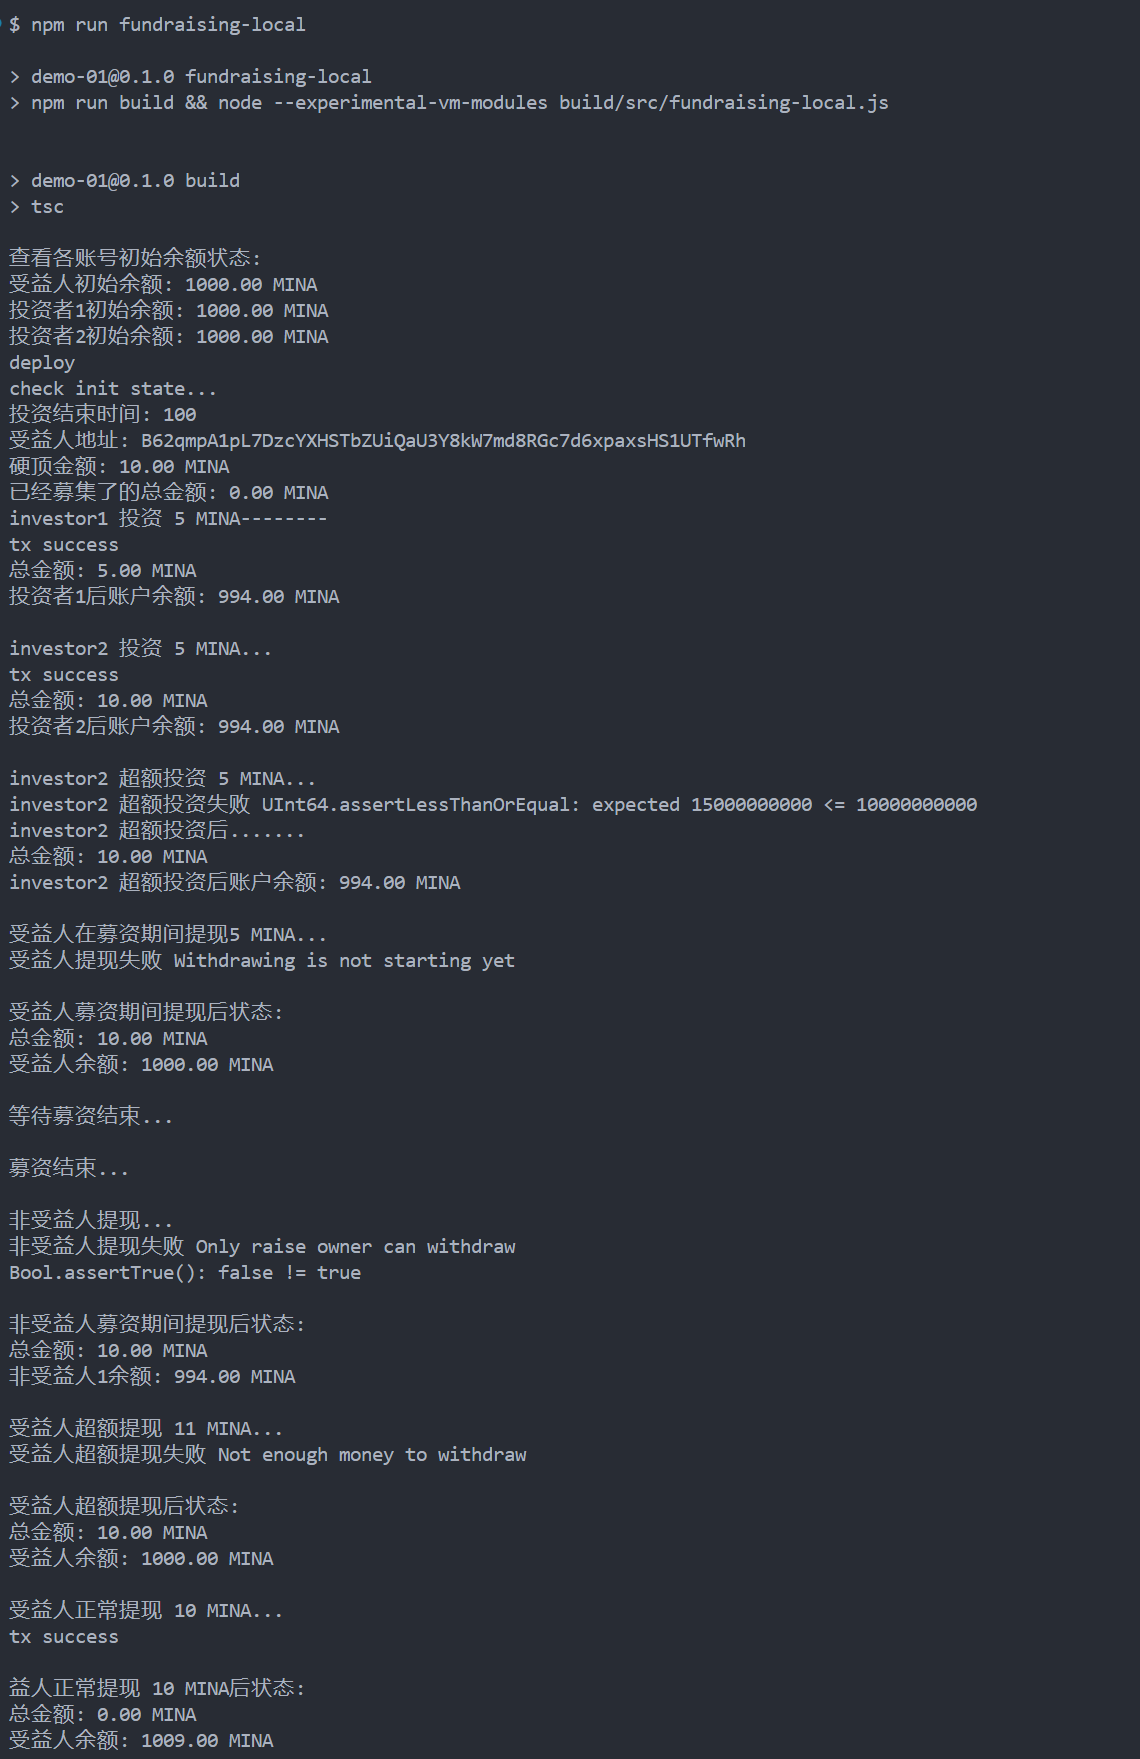 $ npm run fundraising-local
> demo-01@0.1.0 fundraising-local
> npm run build && node --experimental-vm-modules build/src/fundraising-local.js
> demo-01@0.1.0 build
> tsc
查看各账号初始余额状态:
受益人初始余额: 1000.00 MINA
投资者1初始余额: 1000.00 MINA
投资者2初始余额: 1000.00 MINA
deploy
check init state...
投资结束时间: 100
受益人地址: B62qmpA1pL7DzcYXHSTbZUiQaU3Y8kW7md8RGc7d6xpaxsHS1UTfwRh
硬顶金额: 10.00 MINA
已经募集了的总金额: 0.00 MINA
investor1 投资 5 MINA--------
tx success
总金额: 5.00 MINA
投资者1后账户余额: 994.00 MINA
investor2 投资 5 MINA...
tx success
总金额: 10.00 MINA
投资者2后账户余额: 994.00 MINA
investor2 超额投资 5 MINA...
investor2 超额投资失败 UInt64.assertLessThanOrEqual: expected 15000000000 <= 10000000000
investor2 超额投资后.......
总金额: 10.00 MINA
investor2 超额投资后账户余额: 994.00 MINA
受益人在募资期间提现5 MINA...
受益人提现失败 Withdrawing is not starting yet
受益人募资期间提现后状态:
总金额: 10.00 MINA
受益人余额: 1000.00 MINA
等待募资结束...
募资结束...
非受益人提现...
非受益人提现失败 Only raise owner can withdraw
Bool.assertTrue(): false != true
非受益人募资期间提现后状态:
总金额: 10.00 MINA
非受益人1余额: 994.00 MINA
受益人超额提现 11 MINA...
受益人超额提现失败 Not enough money to withdraw
受益人超额提现后状态:
总金额: 10.00 MINA
受益人余额: 1000.00 MINA
受益人正常提现 10 MINA...
tx success
益人正常提现 10 MINA后状态:
总金额: 0.00 MINA
受益人余额: 1009.00 MINA